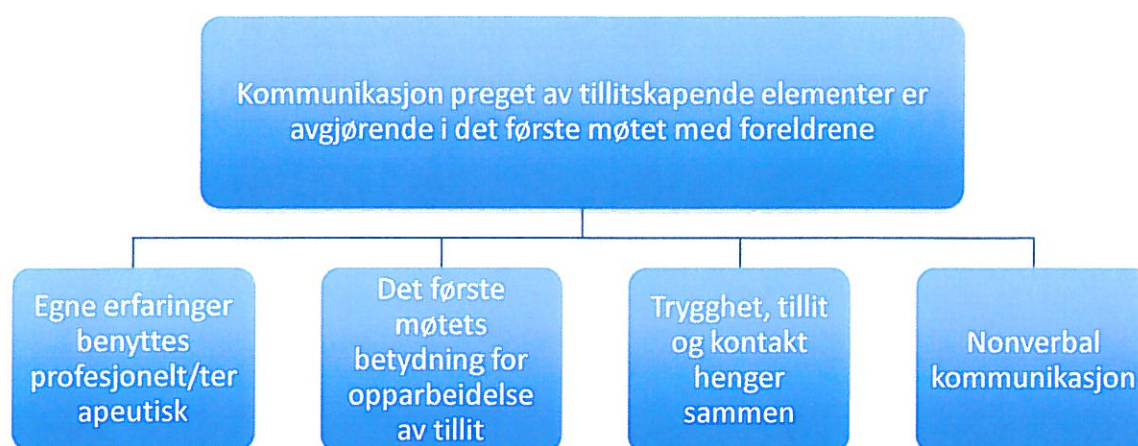 Kommunikasjon preget av tillitskapende elementer er
avgjørende i det første møtet med foreldrene
Egne erfaringer
benyttes
profesjonelt/ter
apeutisk
Det første
møtets
betydning for
opparbeidelse
av tillit
Trygghet, tillit
og kontakt
henger
sammen
Nonverbal
kommunikasjon